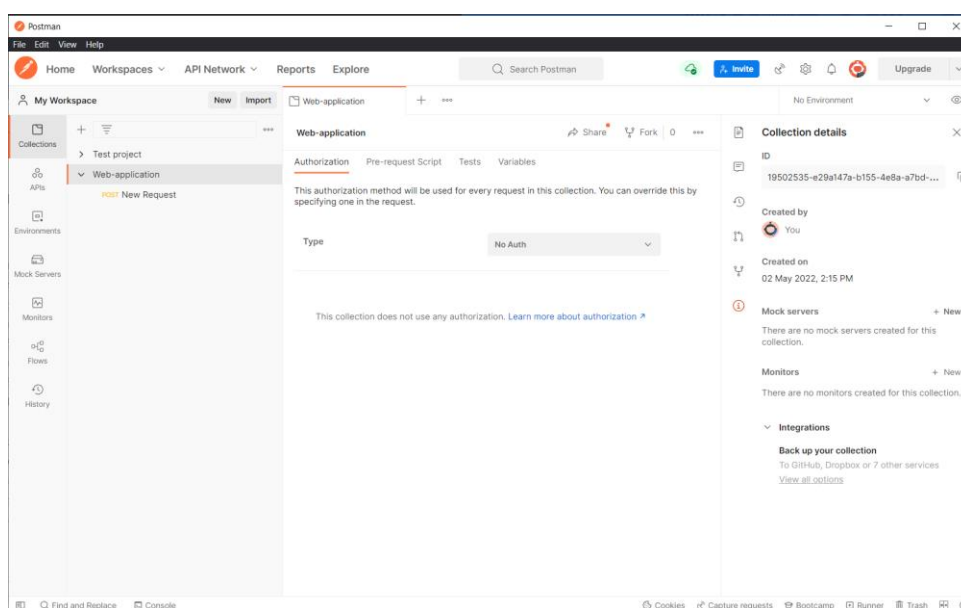 Postman
File Edit View Help
Home Workspaces API Network Reports Explore Search Postman Invite Upgrade
My Workspace New Import Web-application No Environment
Collections
APIs
Environments
Mock Servers
Monitors
Flows
History
Test project
Web-application
POST New Request
Web-application Share Fork 0
Authorization Pre-request Script Tests Variables
This authorization method will be used for every request in this collection. You can override this by
specifying one in the request.
Type No Auth
This collection does not use any authorization. Learn more about authorization
Collection details
ID
19502535-e29a147a-b155-4e8a-a7bd-...
Created by
You
Created on
02 May 2022, 2:15 PM
Mock servers + New
There are no mock servers created for this
collection.
Monitors + New
There are no monitors created for this collection.
Integrations
Back up your collection
To GitHub, Dropbox or 7 other services
View all options
Find and Replace Console Cookies Capture requests Bootcamp Runner Trash